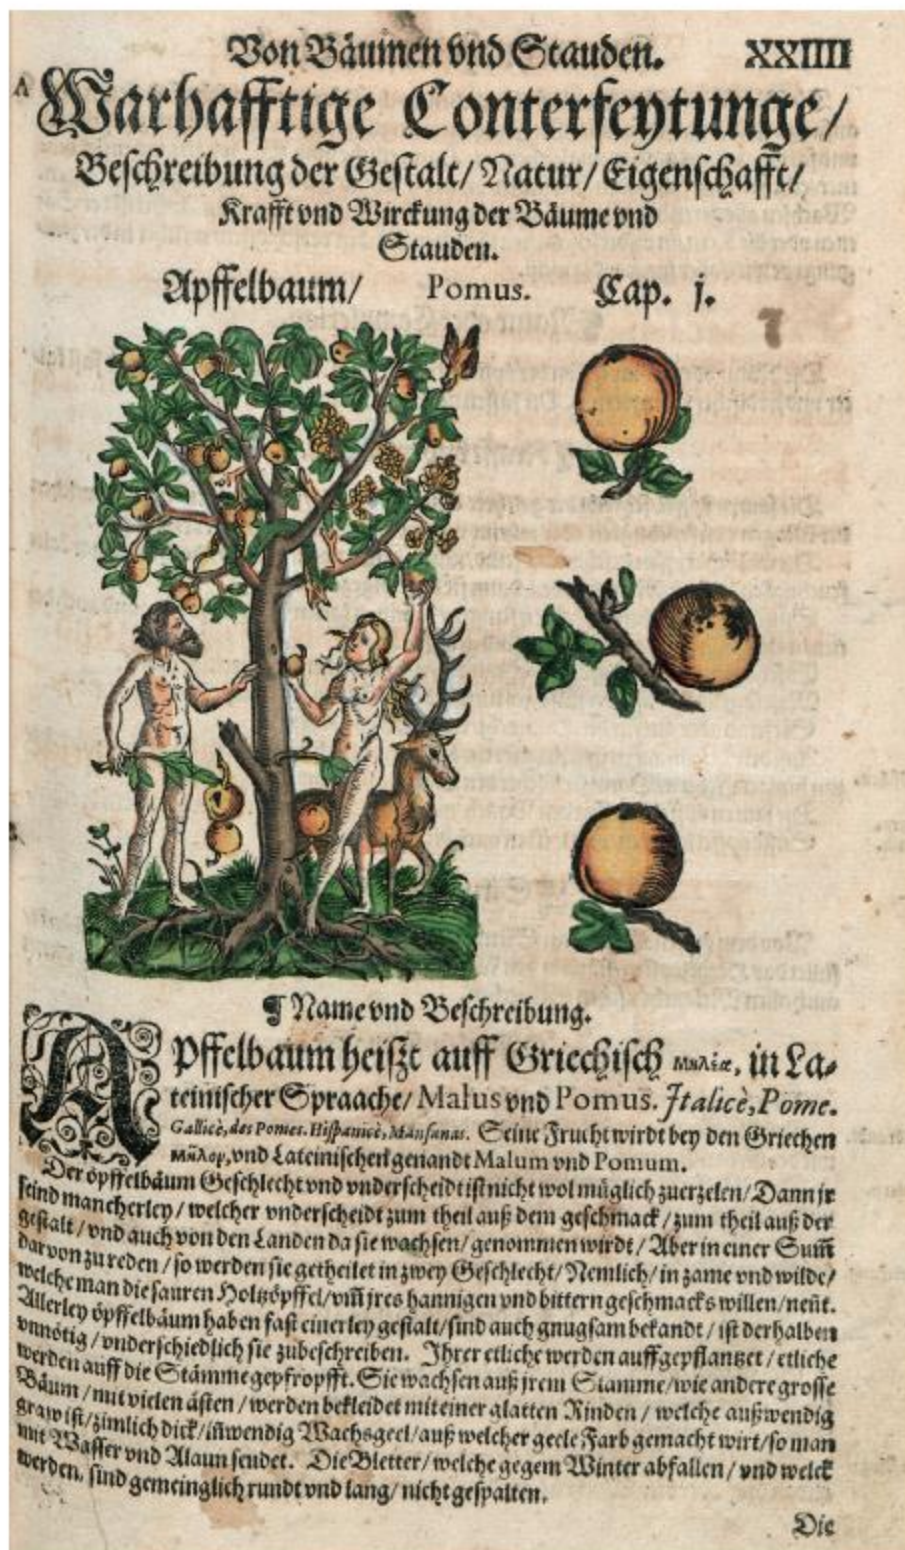 Von Bäumen vnd Stauden. XXIIII
A
Warhafftige Conterfeytunge/
Beschreibung der Gestalt/ Natur/ Eigenschafft/
Krafft vnd Wirckung der Bäume vnd
Stauden.
Apffelbaum/ Pomus. Cap. j.
¶ Name vnd Beschreibung.
APffelbaum heiszt auff Griechisch Μηλέα, in La-
teinischer Spraache/ Malus vnd Pomus. Italicè, Pome.
Gallicè, des Pomes. Hispanicè, Mansanas. Seine Frucht wirdt bey den Griechen
Μῆλον, vnd Lateinischen genandt Malum vnd Pomum.
Der öpffelbäum Geschlecht vnd vnderscheidt ist nicht wol müglich zuerzelen/ Dann jr
seind mancherley/ welcher vnderscheidt zum theil auß dem geschmack/ zum theil auß der
gestalt/ vnd auch von den Landen da sie wachsen/ genommen wirdt/ Aber in einer Sum̃
darvon zu reden/ so werden sie getheilet in zwey Geschlecht/ Nemlich/ in zame vnd wilde/
welche man die sauren Holtzöpffel/ vm̃ jres hannigen vnd bittern geschmacks willen/ neñt.
Allerley öpffelbäum haben fast einerley gestalt/ sind auch gnugsam bekandt/ ist derhalben
vnnötig/ vnderschiedlich sie zubeschreiben. Ihrer etliche werden auffgepflantzet/ etliche
werden auff die Stämme gepfropfft. Sie wachsen auß jrem Stamme/ wie andere grosse
Bäum/ mit vielen ästen/ werden bekleidet mit einer glatten Rinden/ welche außwendig
graw ist/ zimlich dick/ iñwendig Wachsgeel/ auß welcher geele Farb gemacht wirt/ so man
mit Wasser vnd Alaun seudet. Die Bletter/ welche gegem Winter abfallen/ vnd welck
werden, sind gemeinglich rundt vnd lang/ nicht gespalten.
Die